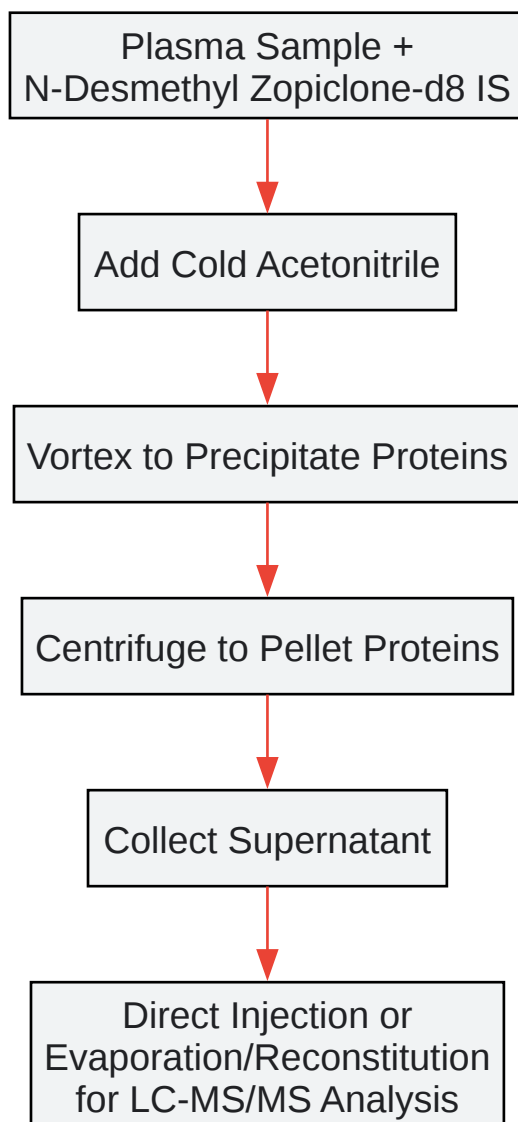 Plasma Sample +
N-Desmethyl Zopiclone-d8 IS
Add Cold Acetonitrile
Vortex to Precipitate Proteins
Centrifuge to Pellet Proteins
Collect Supernatant
Direct Injection or
Evaporation/Reconstitution
for LC-MS/MS Analysis